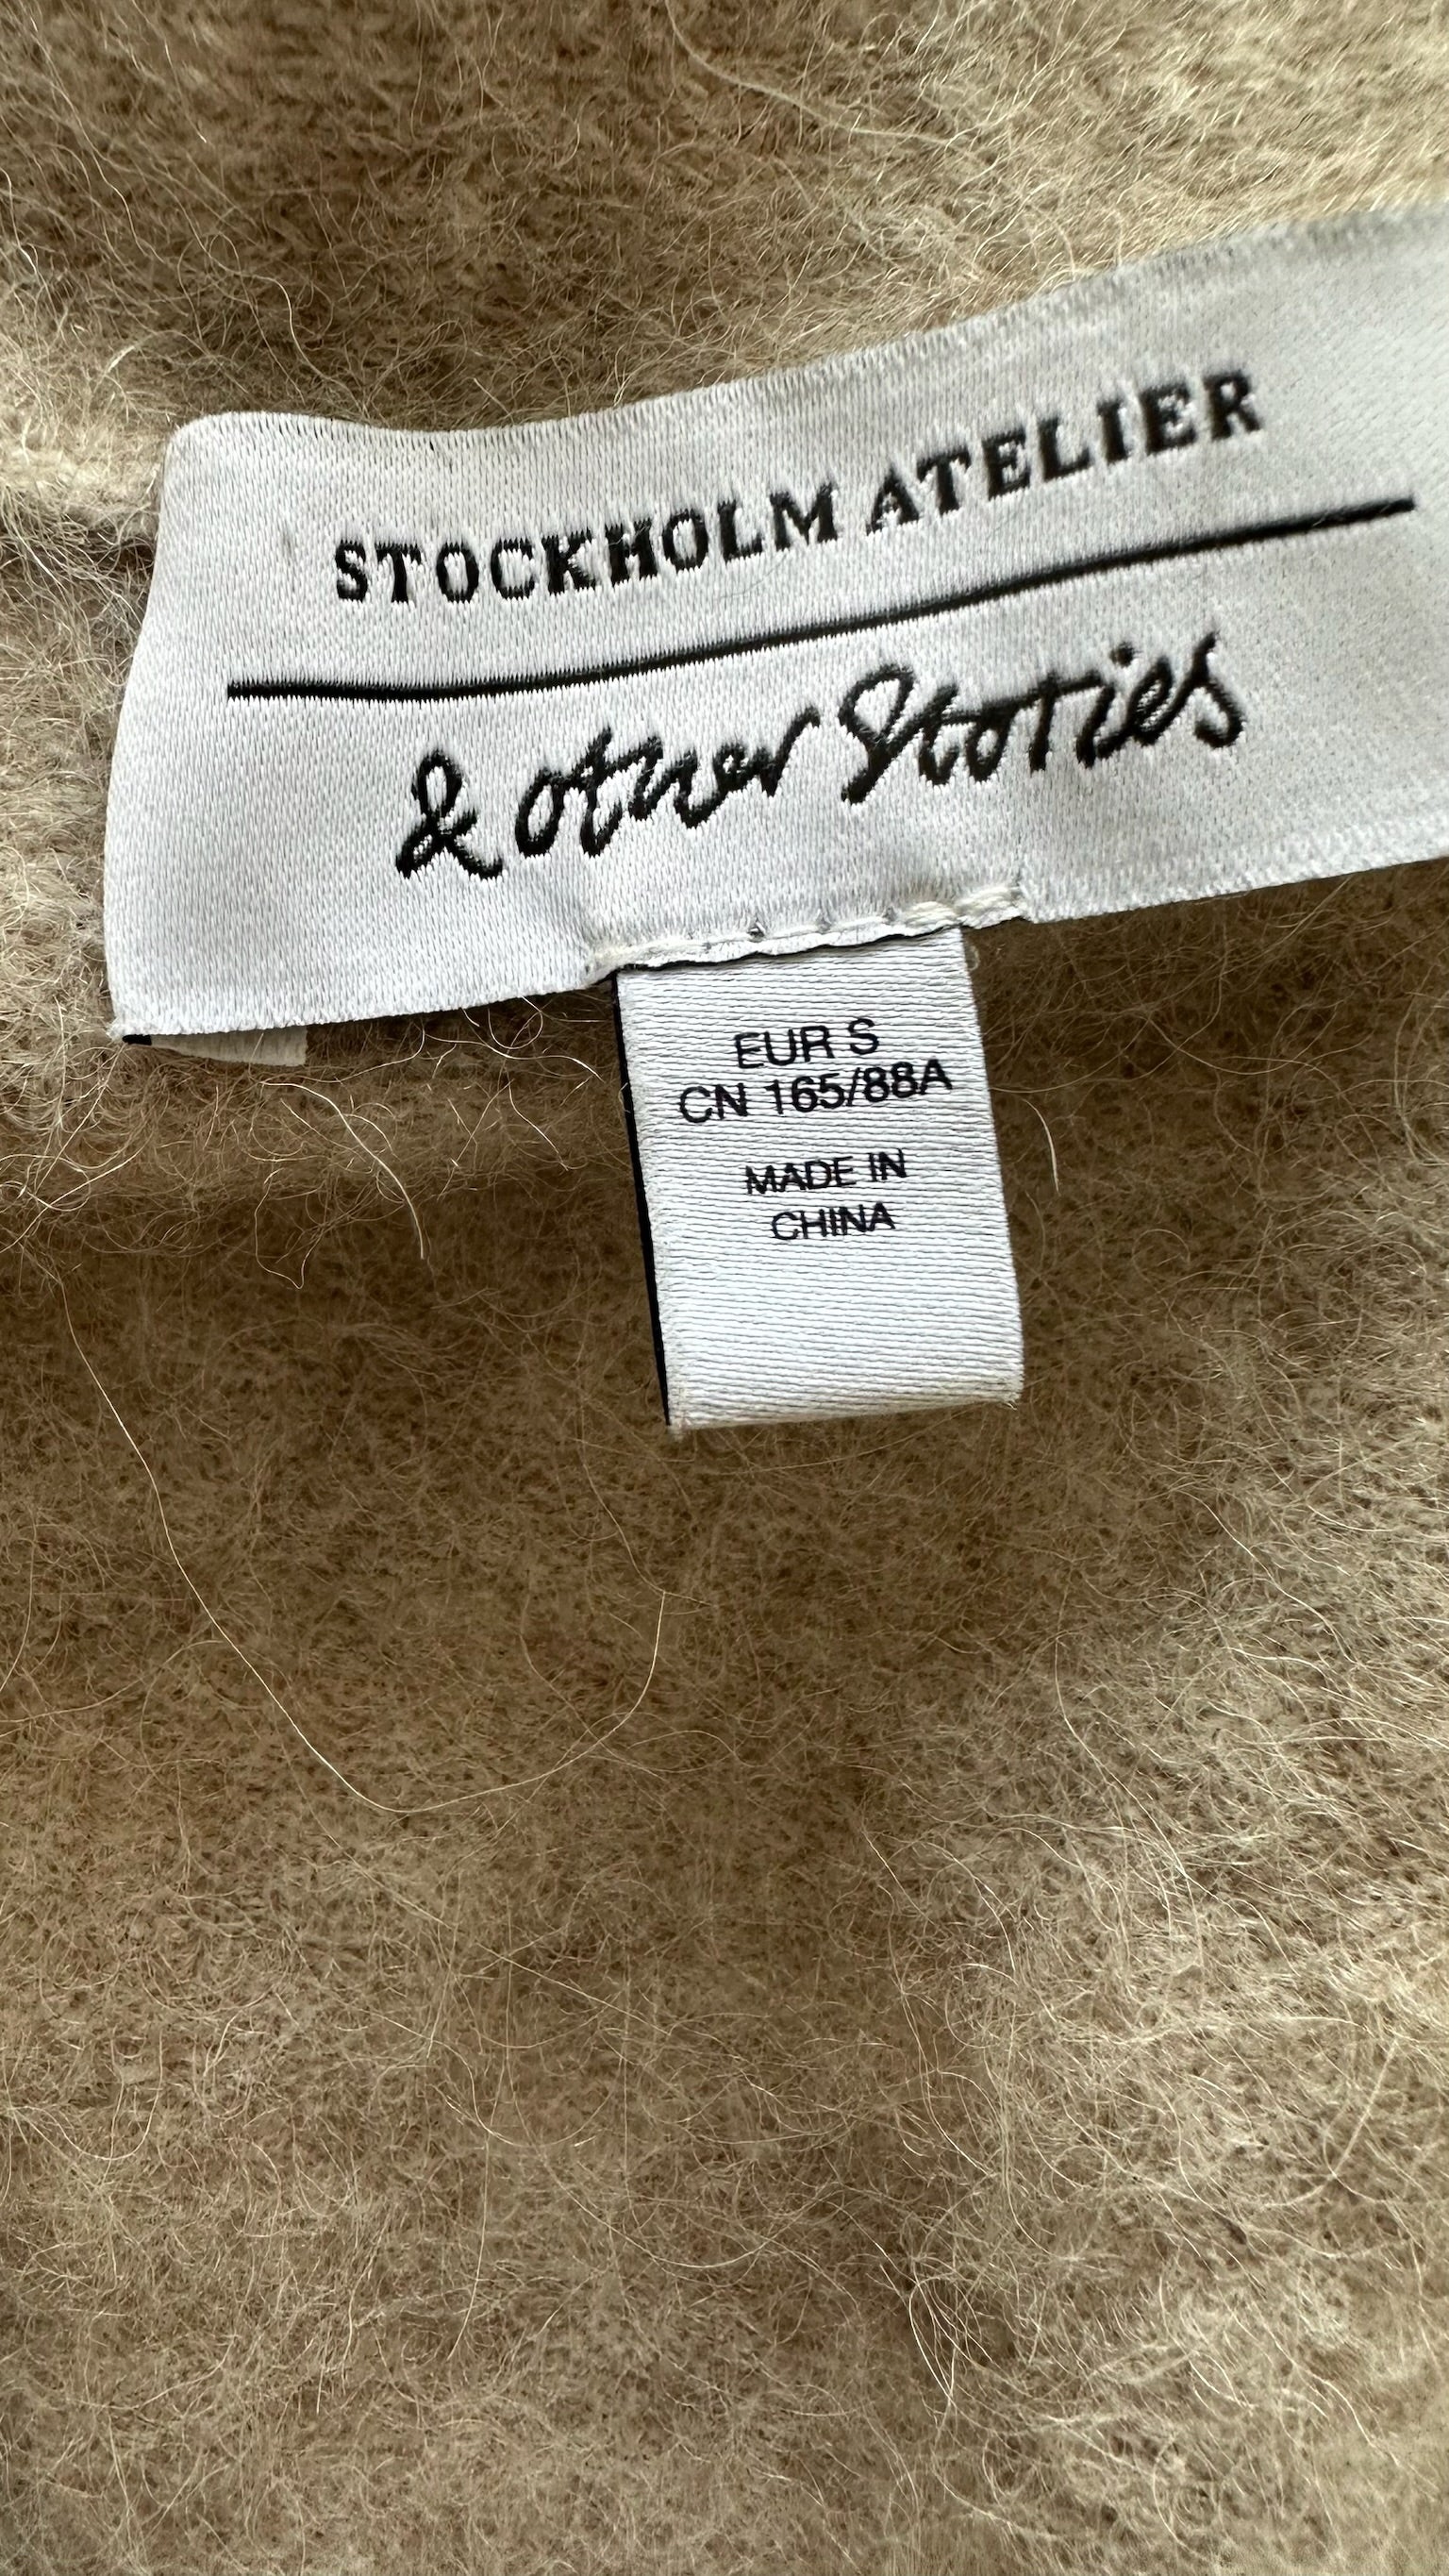 STOCKHOLM ATELIER
& other Stories
EUR S
CN 165/88A
MADE IN
CHINA